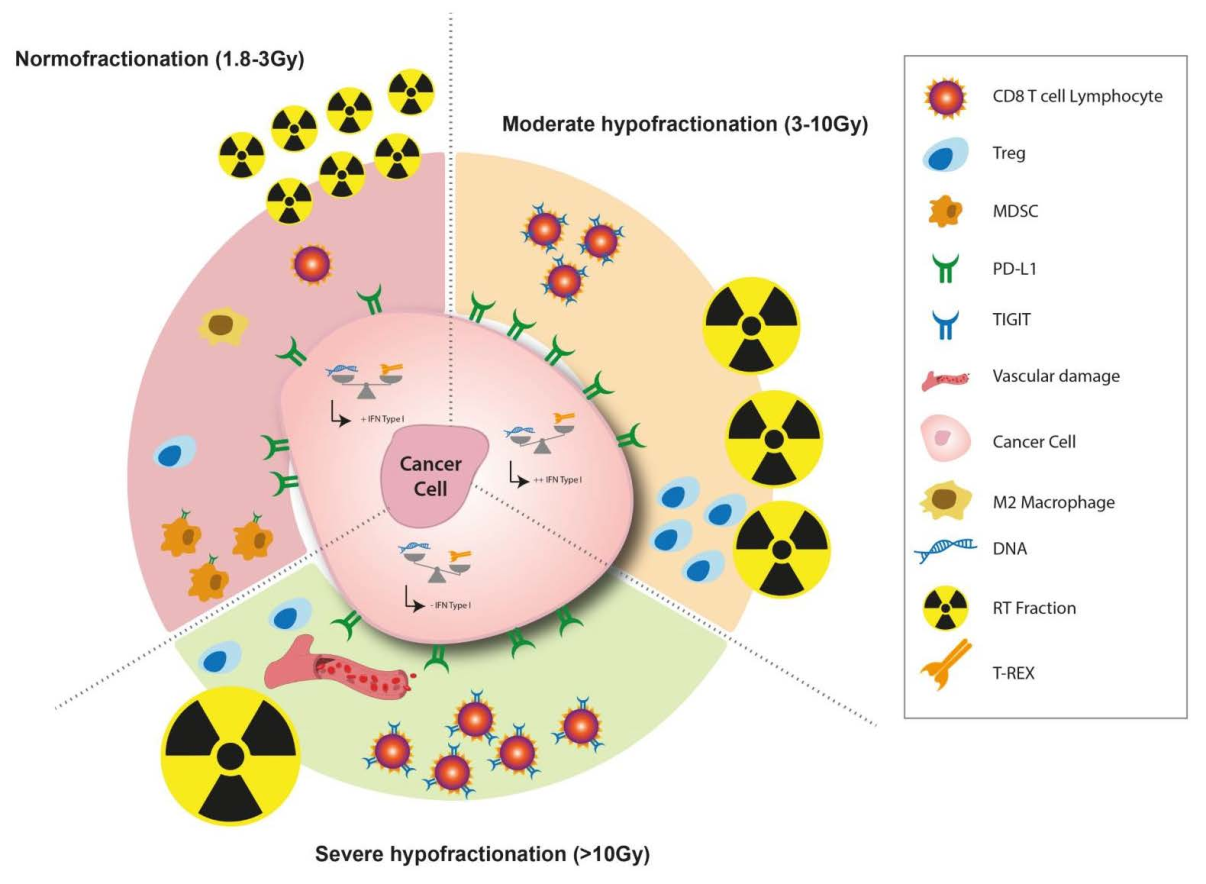 Normofractionation (1.8-3Gy)
Moderate hypofractionation (3-10Gy)
+ IFN Type I
++ IFN Type I
Cancer
Cell
- IFN Type I
Severe hypofractionation (>10Gy)
CD8 T cell Lymphocyte
Treg
MDSC
PD-L1
TIGIT
Vascular damage
Cancer Cell
M2 Macrophage
DNA
RT Fraction
T-REX